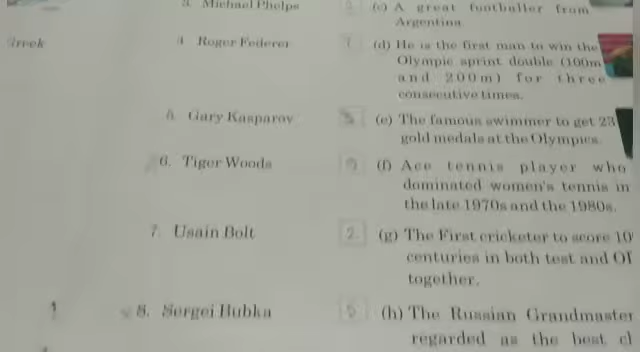 3. Michael Phelps
(c) A great footballer from
Argentina
4 Roger Federer
(d) He is the first man to win the
Olympic sprint double (100m
and 200m) for three
consecutive times.
5. Gary Kasparov
(e) The famous swimmer to get 23
gold medals at the Olympics.
6. Tiger Woods
(f) Ace tennis player who
dominated women's tennis in
the late 1970s and the 1980s.
7. Usain Bolt
2
(g) The First cricketer to score 10
centuries in both test and
together.
1
8. Sergei Bubka
(h) The Russian Grandmaster
regarded as the best